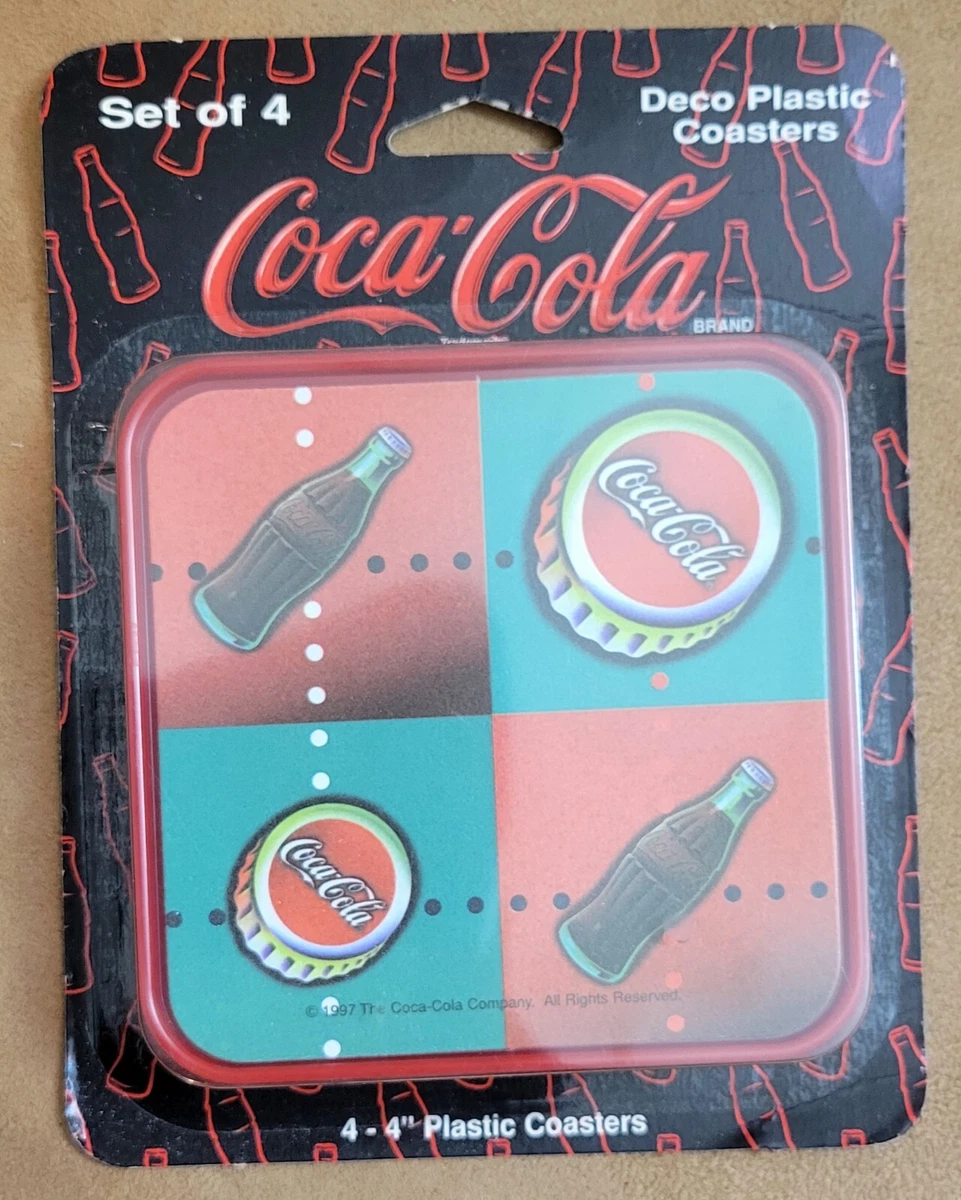 Set of 4
Deco Plastic
Coasters
Coca-Cola
BRAND
Coca-Cola
Coca-Cola
© 1997 The Coca-Cola Company. All Rights Reserved.
4 - 4" Plastic Coasters